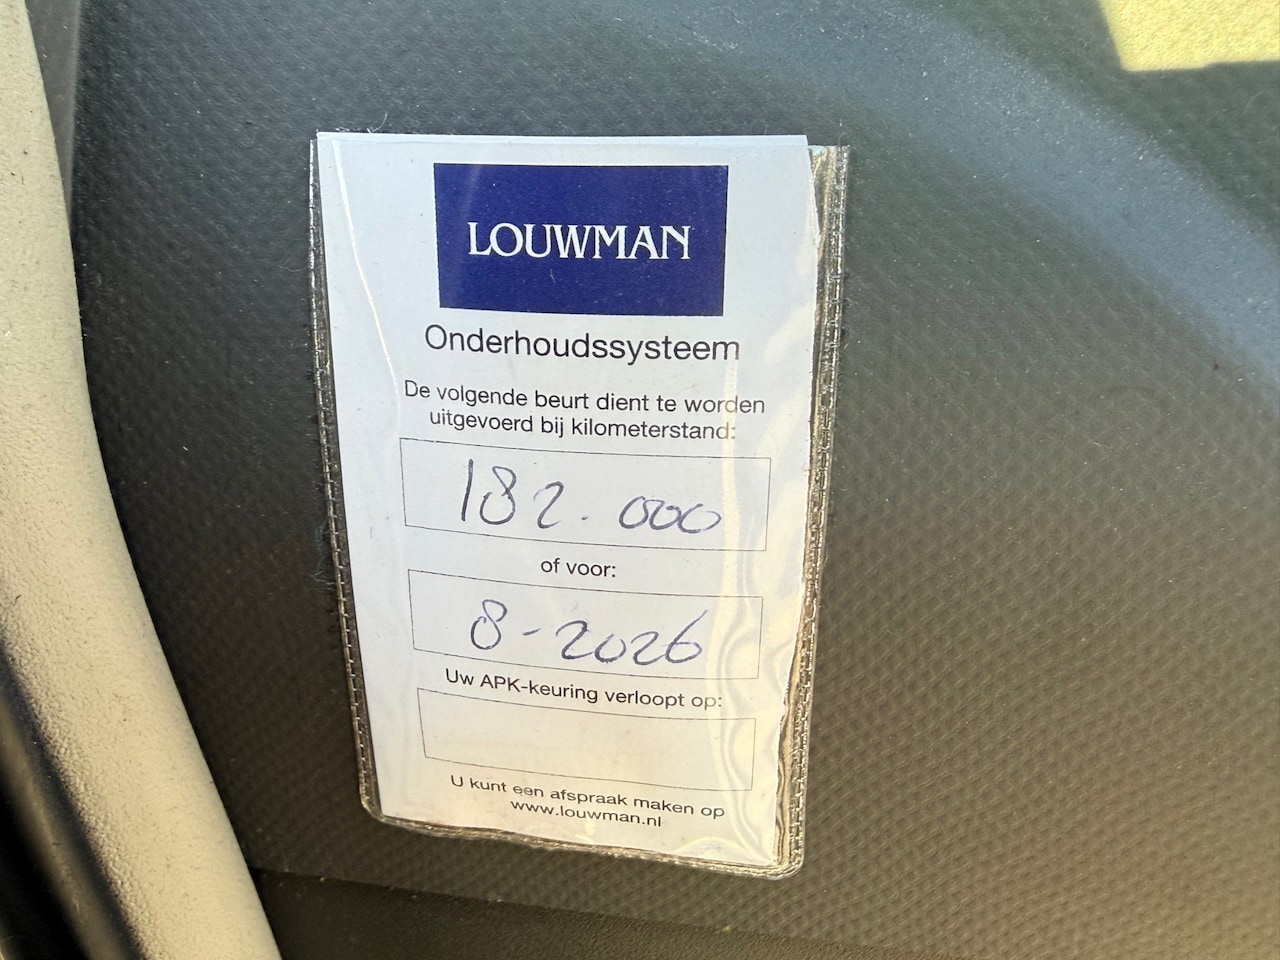 LOUWMAN
Onderhoudssysteem
De volgende beurt dient te worden
uitgevoerd bij kilometerstand:
182.000
of voor:
8-2026
Uw APK-keuring verloopt op:
U kunt een afspraak maken op
www.louwman.nl